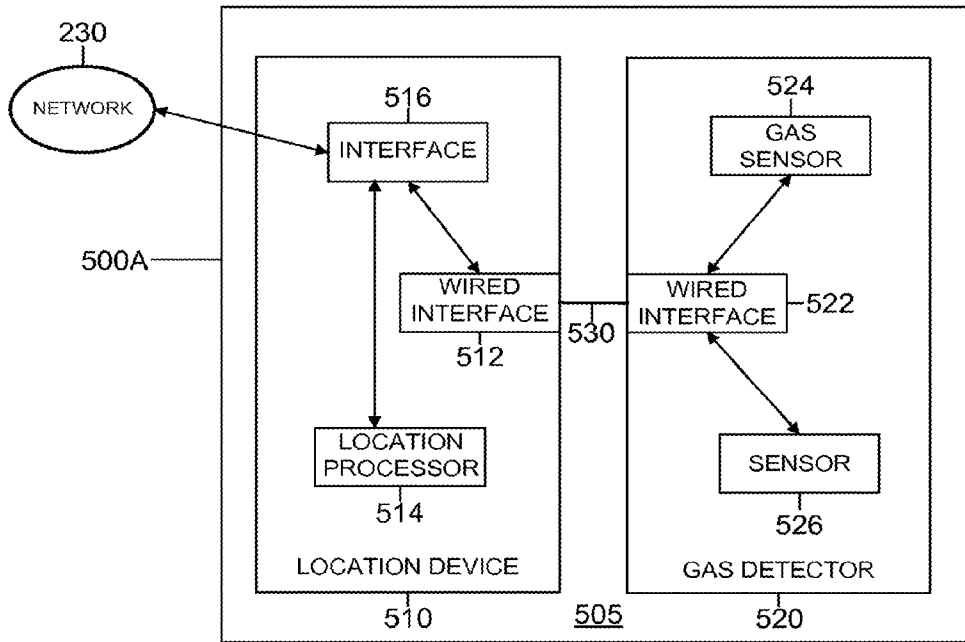 230
NETWORK
516
INTERFACE
524
GAS
SENSOR
500A
WIRED
INTERFACE
512
530
WIRED
INTERFACE
522
LOCATION
PROCESSOR
514
SENSOR
526
LOCATION DEVICE
GAS DETECTOR
510
505
520